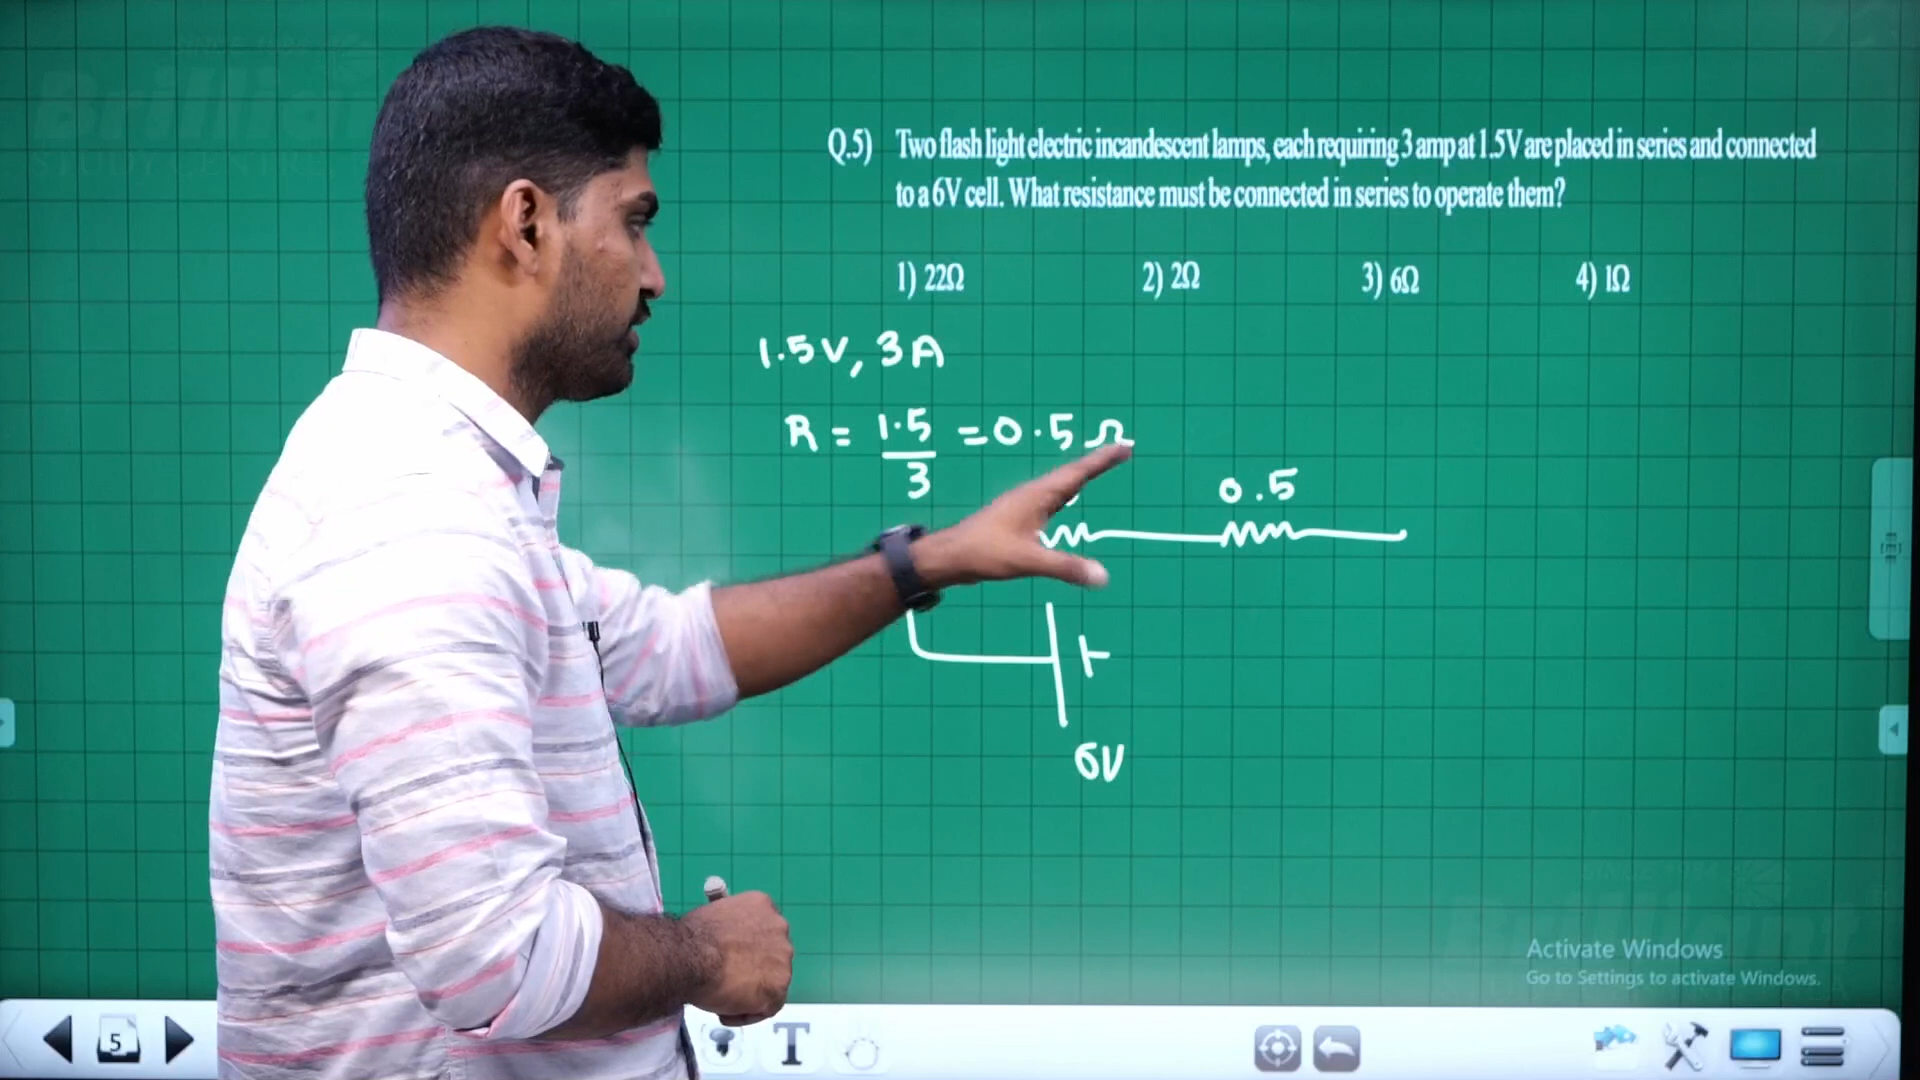 Brillia
STUDY CENTRE
Q.5) Two flash light electric incandescent lamps, each requiring 3 amp at 1.5V are placed in series and connected
to a 6V cell. What resistance must be connected in series to operate them?
1) 22Ω 2) 2Ω 3) 6Ω 4) 1Ω
1.5V, 3A
R = 1.5/3 = 0.5 Ω
0.5
6V
Activate Windows
Go to Settings to activate Windows.
5
T